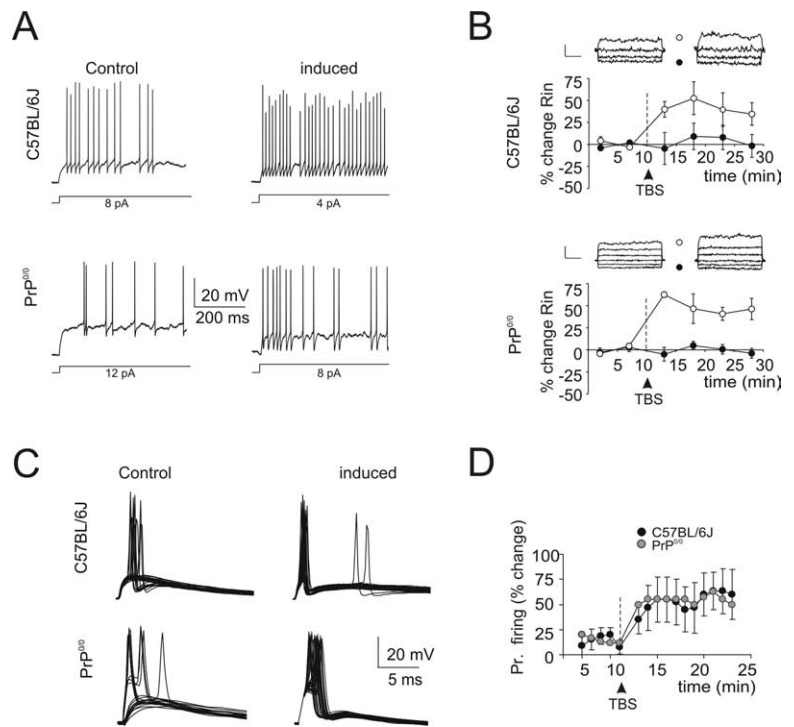 A
Control
induced
C57BL/6J
8 pA
4 pA
PrP0/0
20 mV
200 ms
12 pA
8 pA
B
C57BL/6J
% change Rin
75
50
25
0
-25
-50
5 10 15 20 25 30
time (min)
TBS
PrP0/0
% change Rin
75
50
25
0
-25
-50
5 10 15 20 25 30
time (min)
TBS
C
Control
induced
C57BL/6J
PrP0/0
20 mV
5 ms
D
C57BL/6J
PrP0/0
Pr. firing (% change)
100
75
50
25
0
5 10 15 20 25
time (min)
TBS